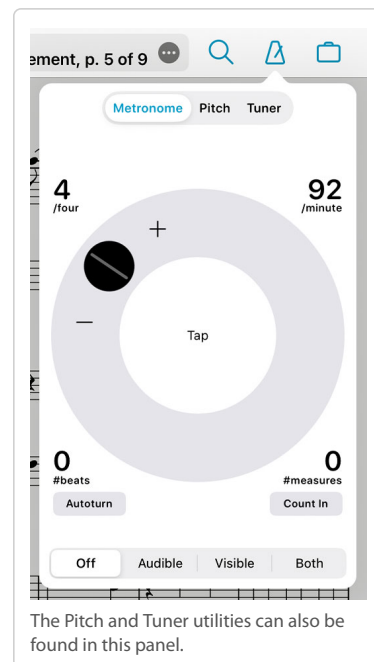 ement, p. 5 of 9
Metronome Pitch Tuner
4 92
/four /minute
+
−
Tap
0 0
#beats #measures
Autoturn Count In
Off Audible Visible Both
The Pitch and Tuner utilities can also be
found in this panel.